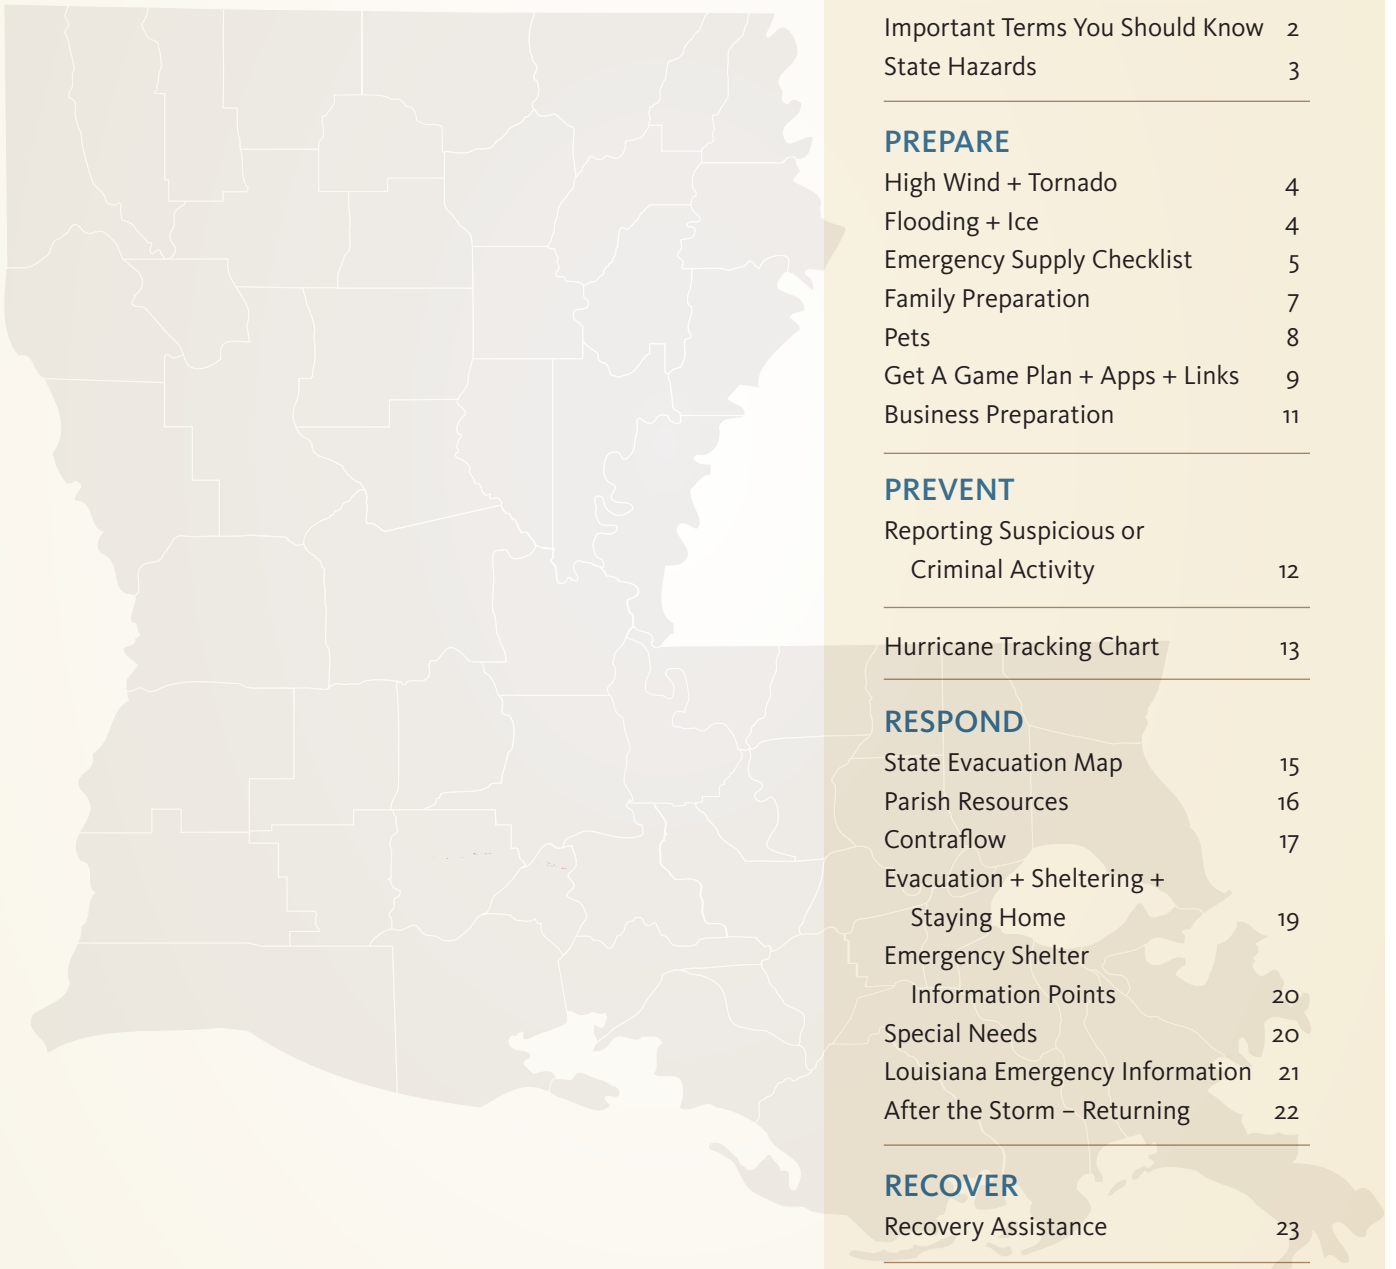 Important Terms You Should Know 2
State Hazards 3
PREPARE
High Wind + Tornado 4
Flooding + Ice 4
Emergency Supply Checklist 5
Family Preparation 7
Pets 8
Get A Game Plan + Apps + Links 9
Business Preparation 11
PREVENT
Reporting Suspicious or
Criminal Activity 12
Hurricane Tracking Chart 13
RESPOND
State Evacuation Map 15
Parish Resources 16
Contraflow 17
Evacuation + Sheltering +
Staying Home 19
Emergency Shelter
Information Points 20
Special Needs 20
Louisiana Emergency Information 21
After the Storm – Returning 22
RECOVER
Recovery Assistance 23